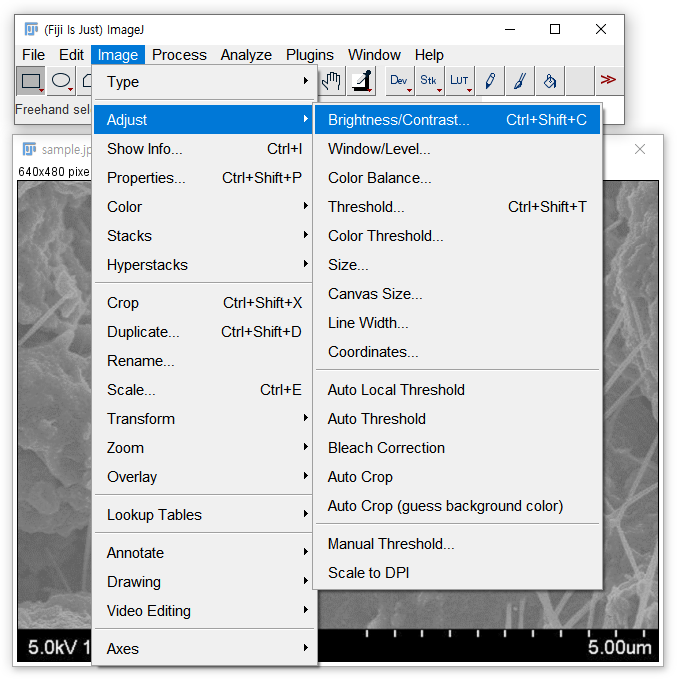 (Fiji Is Just) ImageJ
File Edit Image Process Analyze Plugins Window Help
Dev Stk LUT
Freehand sel
sample.jp
640x480 pixe
Type
Adjust
Show Info... Ctrl+I
Properties... Ctrl+Shift+P
Color
Stacks
Hyperstacks
Crop Ctrl+Shift+X
Duplicate... Ctrl+Shift+D
Rename...
Scale... Ctrl+E
Transform
Zoom
Overlay
Lookup Tables
Annotate
Drawing
Video Editing
Axes
Brightness/Contrast... Ctrl+Shift+C
Window/Level...
Color Balance...
Threshold... Ctrl+Shift+T
Color Threshold...
Size...
Canvas Size...
Line Width...
Coordinates...
Auto Local Threshold
Auto Threshold
Bleach Correction
Auto Crop
Auto Crop (guess background color)
Manual Threshold...
Scale to DPI
5.0kV 1
5.00um